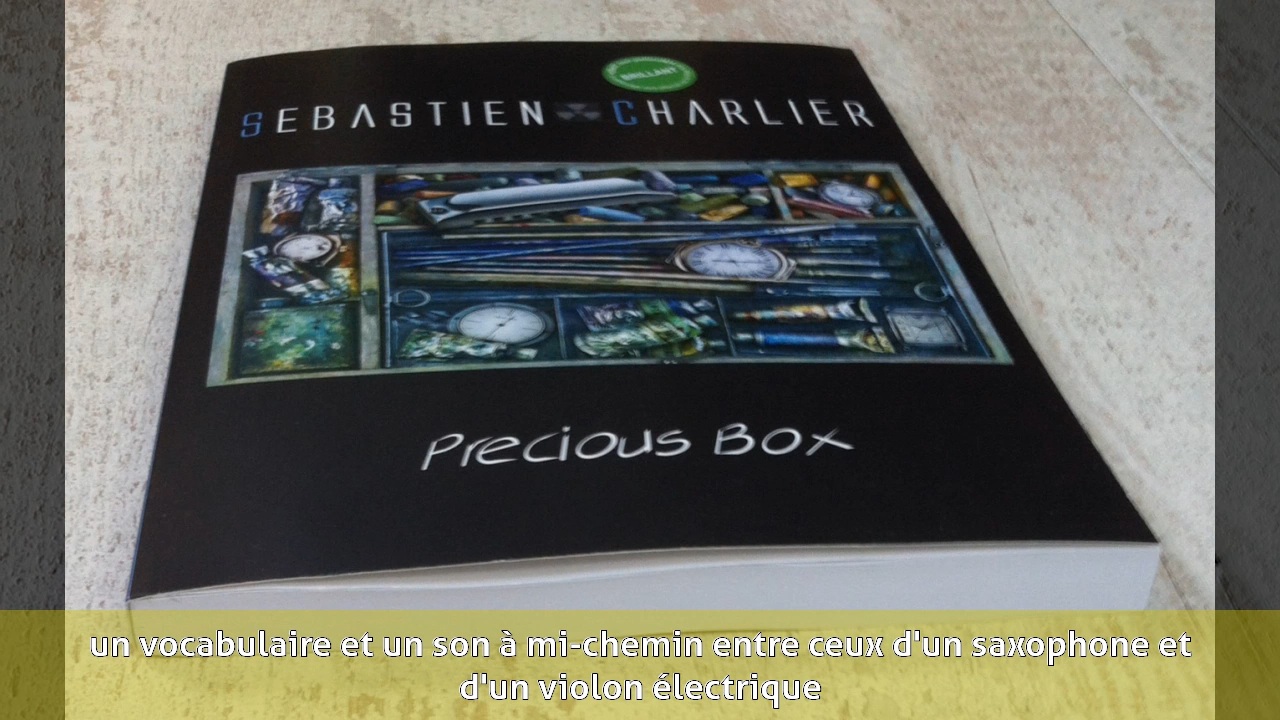 BRILLANT
SEBASTIEN CHARLIER
Precious Box
un vocabulaire et un son à mi-chemin entre ceux d'un saxophone et
d'un violon électrique